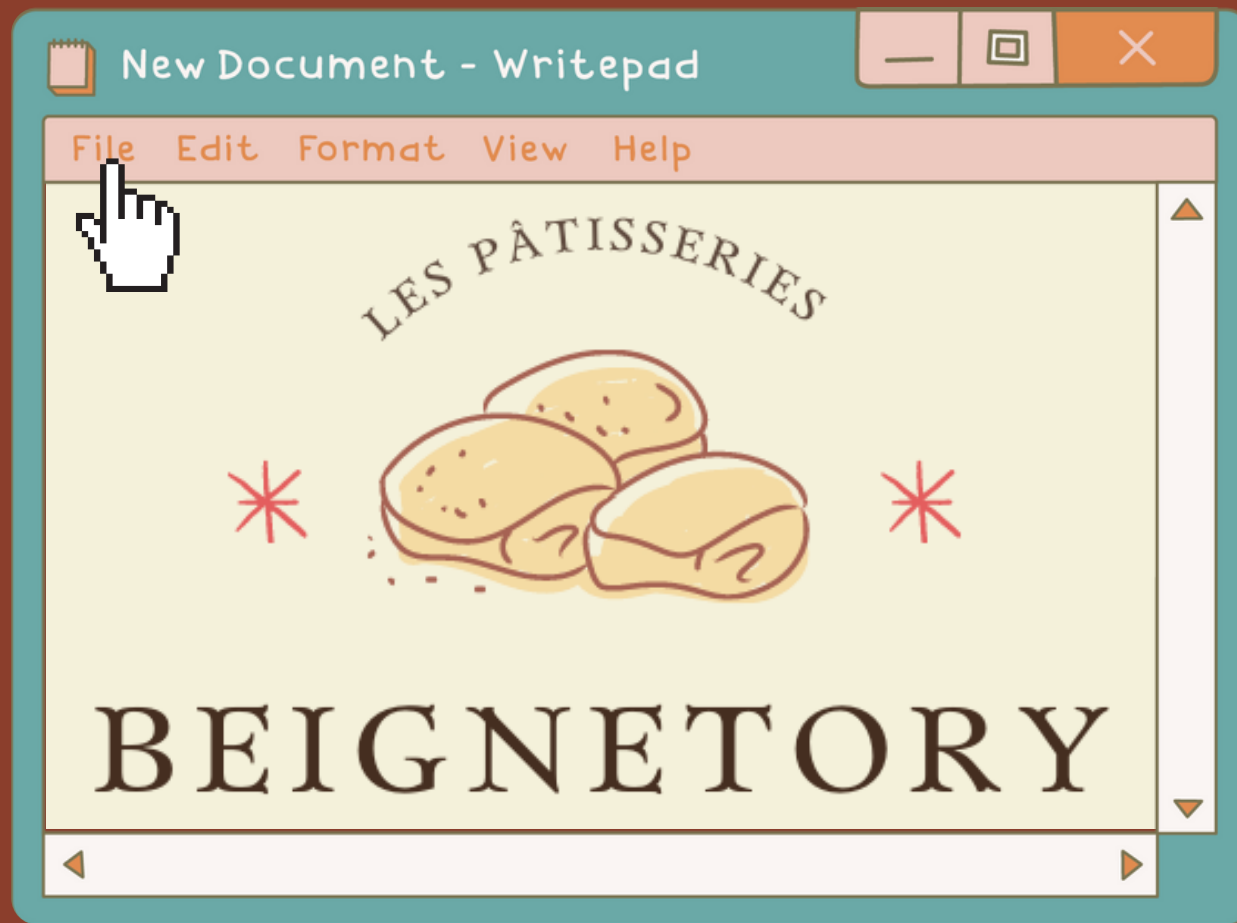 New Document - Writepad
File Edit Format View Help
LES PÂTISSERIES
BEIGNETORY